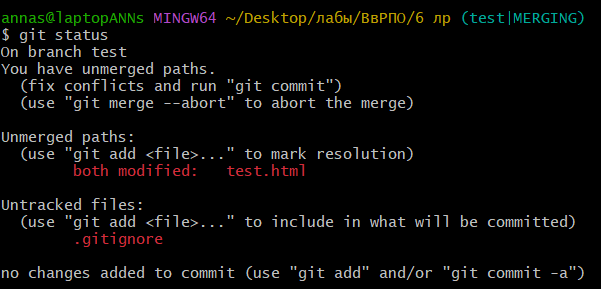 annas@laptopANNs MINGW64 ~/Desktop/лабы/ВвРПО/6 лр (test|MERGING)
$ git status
On branch test
You have unmerged paths.
  (fix conflicts and run "git commit")
  (use "git merge --abort" to abort the merge)

Unmerged paths:
  (use "git add <file>..." to mark resolution)
        both modified:   test.html

Untracked files:
  (use "git add <file>..." to include in what will be committed)
        .gitignore

no changes added to commit (use "git add" and/or "git commit -a")